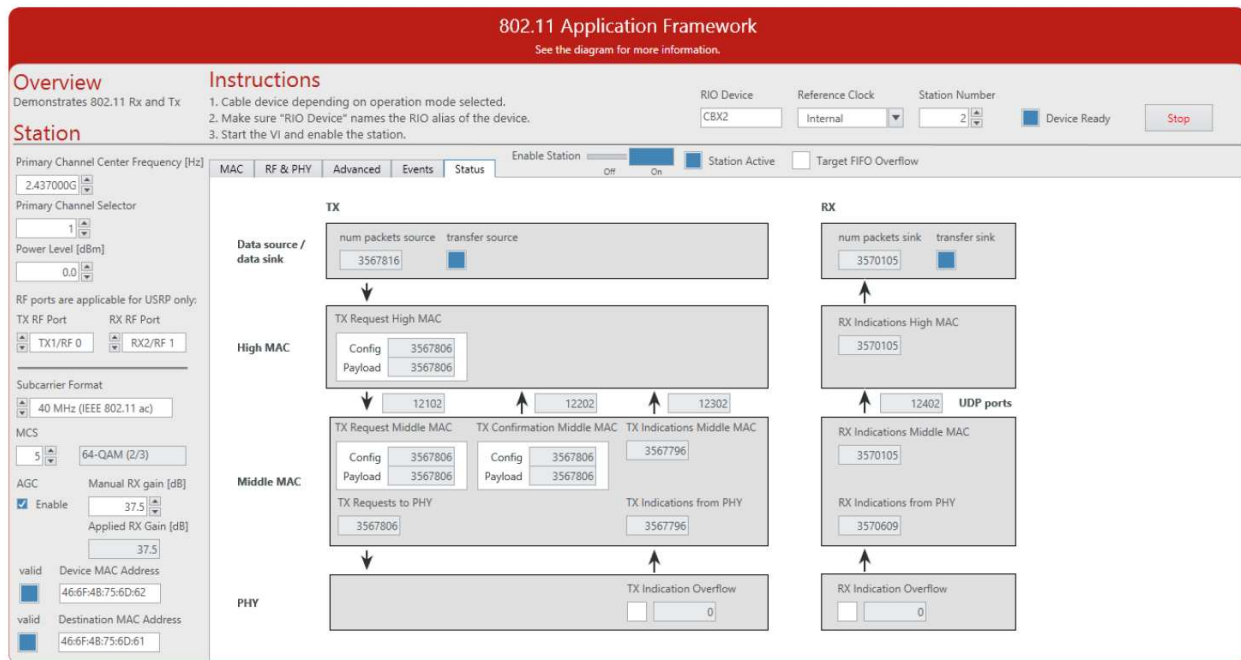 802.11 Application Framework
See the diagram for more information.
Overview
Demonstrates 802.11 Rx and Tx
Station
Instructions
1. Cable device depending on operation mode selected.
2. Make sure "RIO Device" names the RIO alias of the device.
3. Start the VI and enable the station.
RIO Device
CBX2
Reference Clock
Internal
Station Number
2
Device Ready
Stop
Primary Channel Center Frequency [Hz]
2.437000G
Primary Channel Selector
1
Power Level [dBm]
0.0
RF ports are applicable for USRP only:
TX RF Port RX RF Port
TX1/RF 0 RX2/RF 1
Subcarrier Format
40 MHz (IEEE 802.11 ac)
MCS
5 64-QAM (2/3)
AGC Manual RX gain [dB]
Enable 37.5
Applied RX Gain [dB]
37.5
valid Device MAC Address
46:6F:4B:75:6D:62
valid Destination MAC Address
46:6F:4B:75:6D:61
MAC RF & PHY Advanced Events Status
Enable Station
Off On
Station Active
Target FIFO Overflow
TX RX
Data source /
data sink
num packets source transfer source
3567816
num packets sink transfer sink
3570105
High MAC
TX Request High MAC
Config 3567806
Payload 3567806
RX Indications High MAC
3570105
12102 12202 12302 12402 UDP ports
Middle MAC
TX Request Middle MAC
Config 3567806
Payload 3567806
TX Confirmation Middle MAC
Config 3567806
Payload 3567806
TX Indications Middle MAC
3567796
RX Indications Middle MAC
3570105
TX Requests to PHY
3567806
TX Indications from PHY
3567796
RX Indications from PHY
3570609
PHY
TX Indication Overflow
0
RX Indication Overflow
0